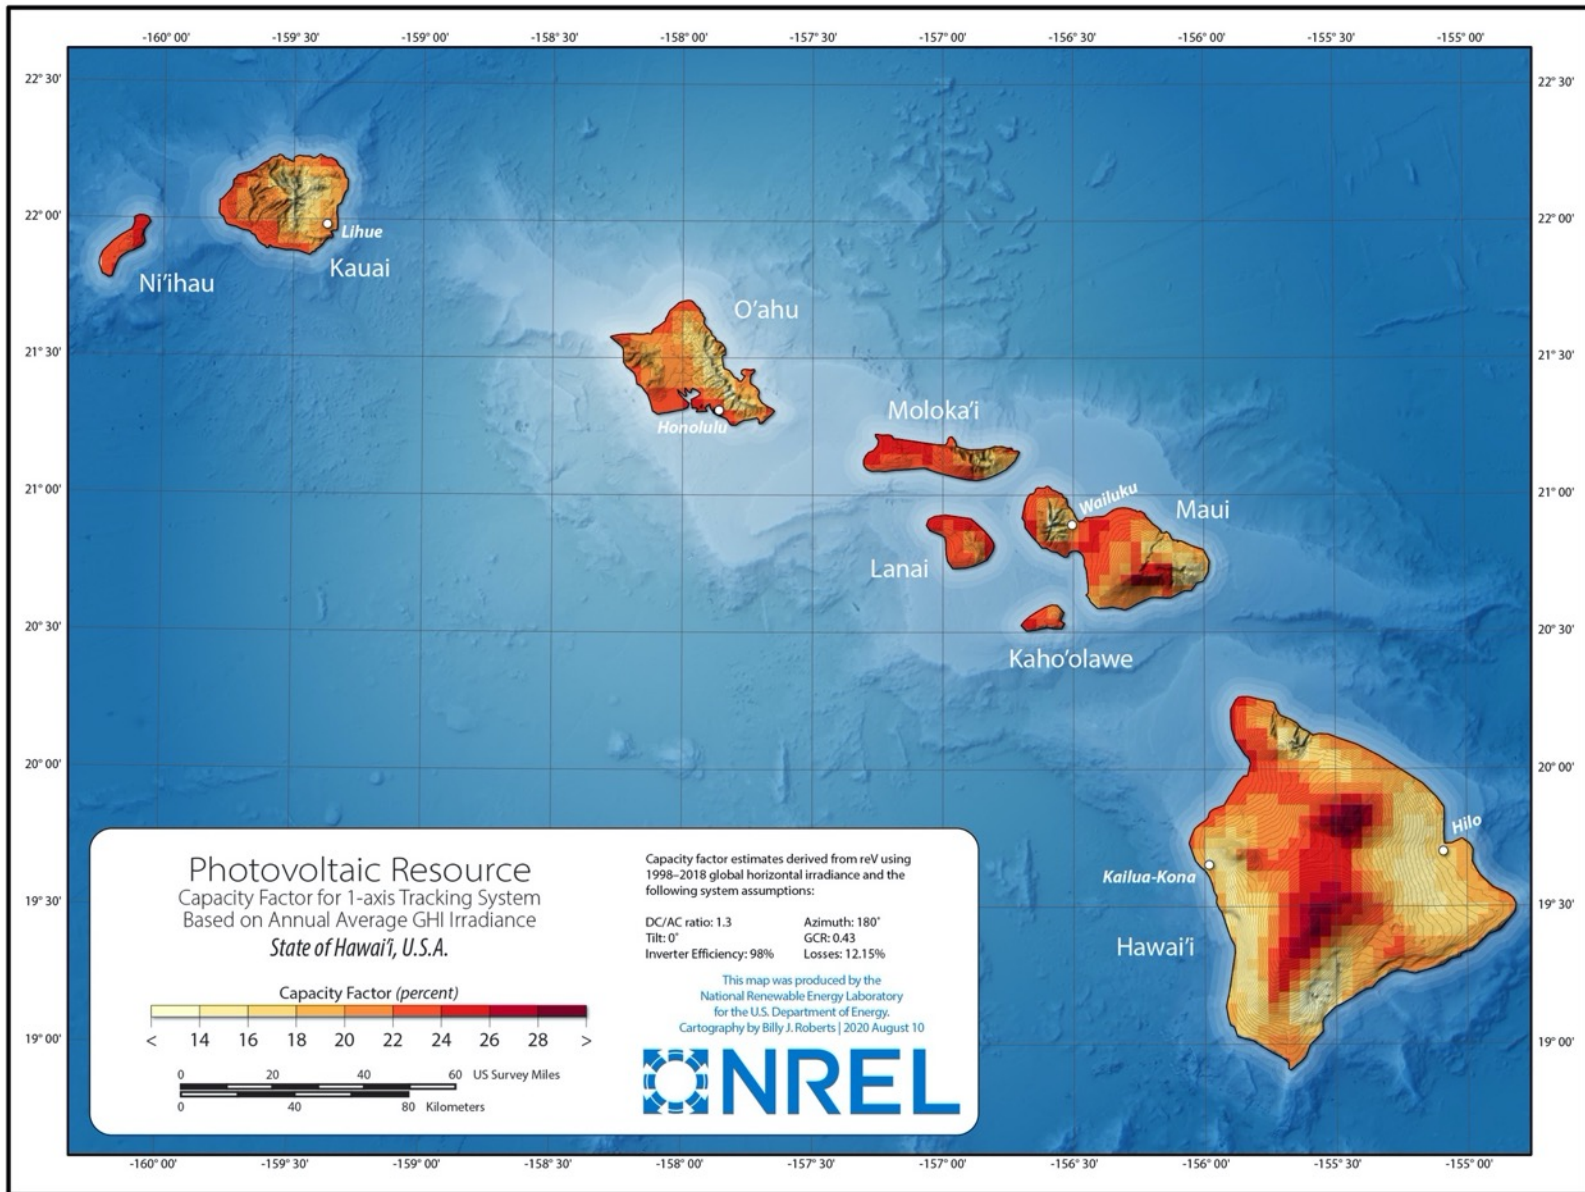 -160° 00'
-159° 30'
-159° 00'
-158° 30'
-158° 00'
-157° 30'
-157° 00'
-156° 30'
-156° 00'
-155° 30'
-155° 00'
22° 30'
22° 30'
22° 00'
22° 00'
Lihue
Kauai
Ni'ihau
O'ahu
21° 30'
21° 30'
Honolulu
Moloka'i
21° 00'
21° 00'
Wailuku
Maui
Lanai
20° 30'
20° 30'
Kaho'olawe
20° 00'
20° 00'
Hilo
Kailua-Kona
19° 30'
19° 30'
Hawai'i
19° 00'
19° 00'
Photovoltaic Resource
Capacity Factor for 1-axis Tracking System
Based on Annual Average GHI Irradiance
State of Hawai'i, U.S.A.
Capacity Factor (percent)
< 14 16 18 20 22 24 26 28 >
0 20 40 60 US Survey Miles
0 40 80 Kilometers
Capacity factor estimates derived from reV using
1998–2018 global horizontal irradiance and the
following system assumptions:
DC/AC ratio: 1.3 Azimuth: 180°
Tilt: 0° GCR: 0.43
Inverter Efficiency: 98% Losses: 12.15%
This map was produced by the
National Renewable Energy Laboratory
for the U.S. Department of Energy.
Cartography by Billy J. Roberts | 2020 August 10
NREL
-160° 00'
-159° 30'
-159° 00'
-158° 30'
-158° 00'
-157° 30'
-157° 00'
-156° 30'
-156° 00'
-155° 30'
-155° 00'